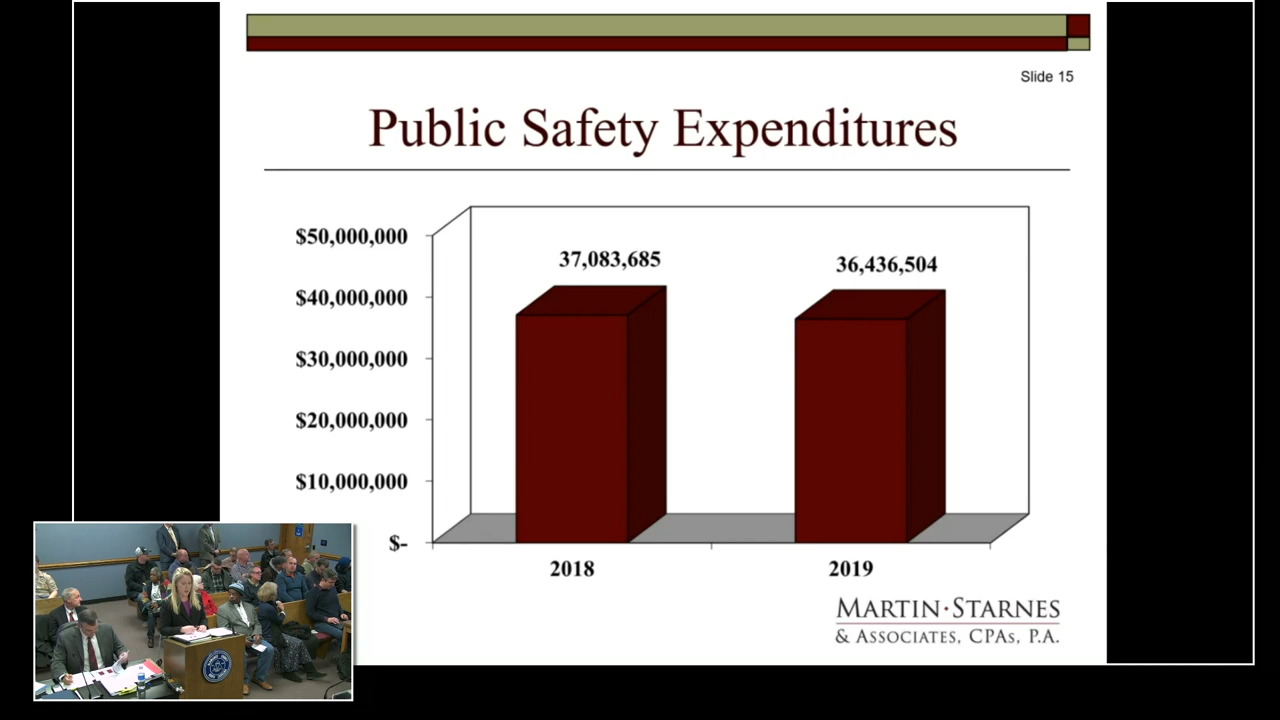 Slide 15
Public Safety Expenditures
$50,000,000
$40,000,000
$30,000,000
$20,000,000
$10,000,000
$-
37,083,685
36,436,504
2018
2019
MARTIN·STARNES
& ASSOCIATES, CPAS, P.A.